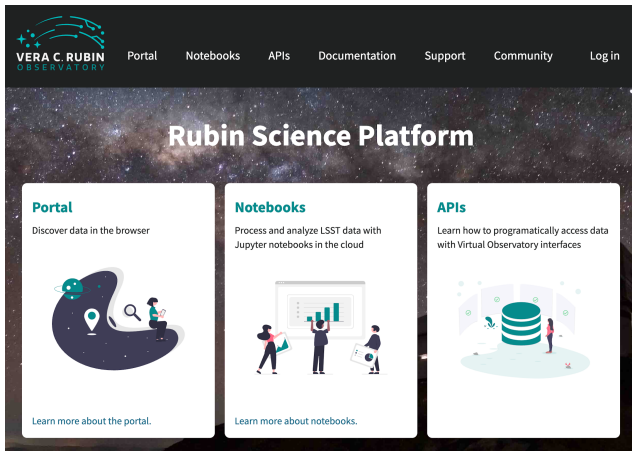 VERA C. RUBIN
OBSERVATORY
Portal Notebooks APIs Documentation Support Community Log in
Rubin Science Platform
Portal
Discover data in the browser
Learn more about the portal.
Notebooks
Process and analyze LSST data with
Jupyter notebooks in the cloud
Learn more about notebooks.
APIs
Learn how to programatically access data
with Virtual Observatory interfaces